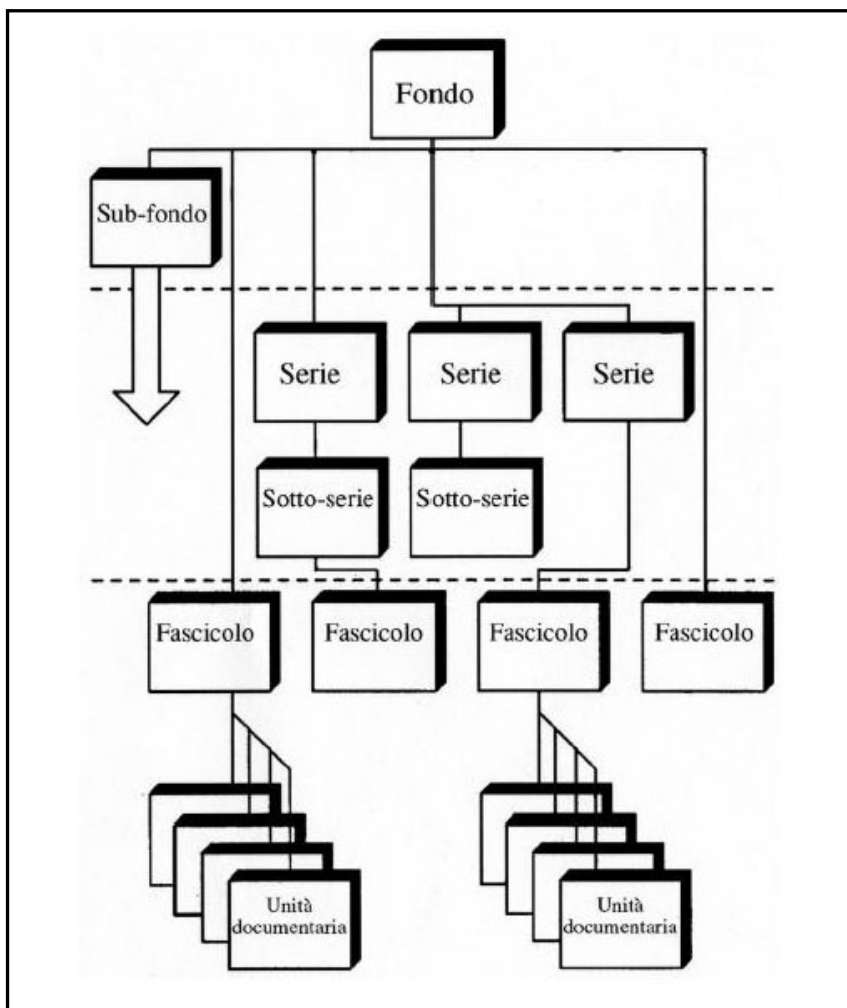 Fondo
Sub-fondo
Serie
Serie
Serie
Sotto-serie
Sotto-serie
Fascicolo
Fascicolo
Fascicolo
Fascicolo
Unità
documentaria
Unità
documentaria